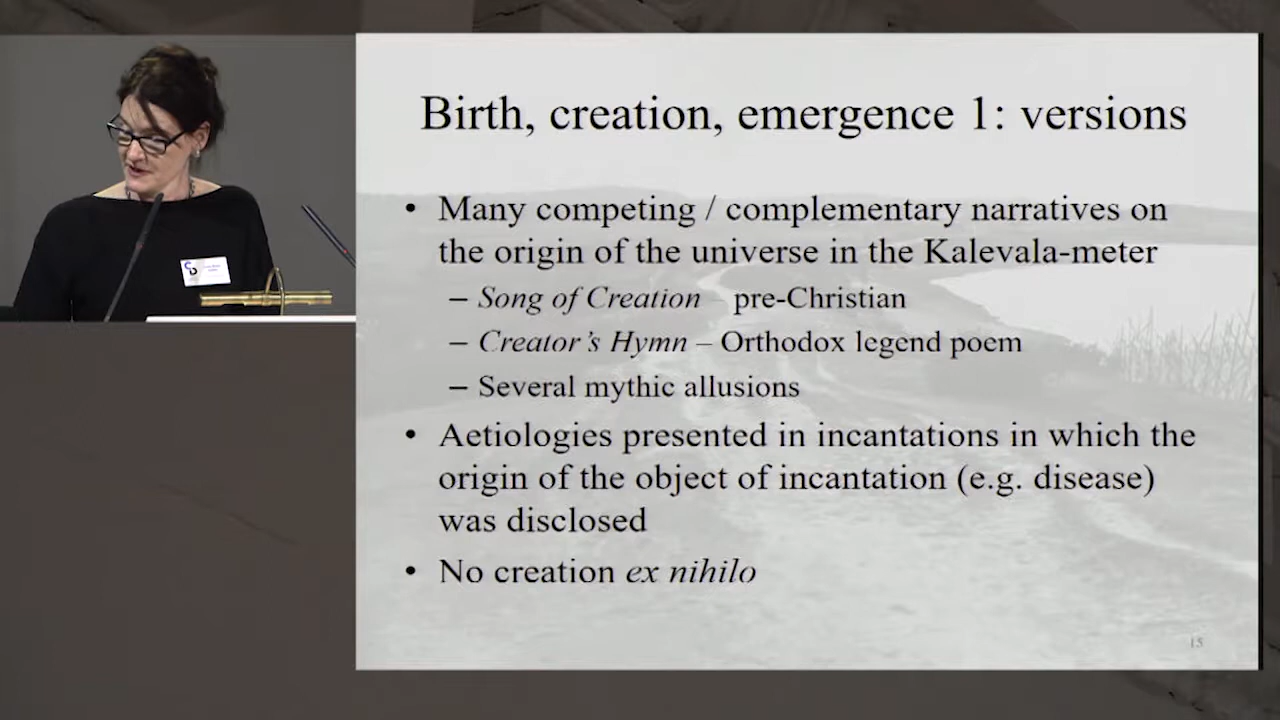 Birth, creation, emergence 1: versions
• Many competing / complementary narratives on
the origin of the universe in the Kalevala-meter
– Song of Creation – pre-Christian
– Creator's Hymn – Orthodox legend poem
– Several mythic allusions
• Aetiologies presented in incantations in which the
origin of the object of incantation (e.g. disease)
was disclosed
• No creation ex nihilo
15